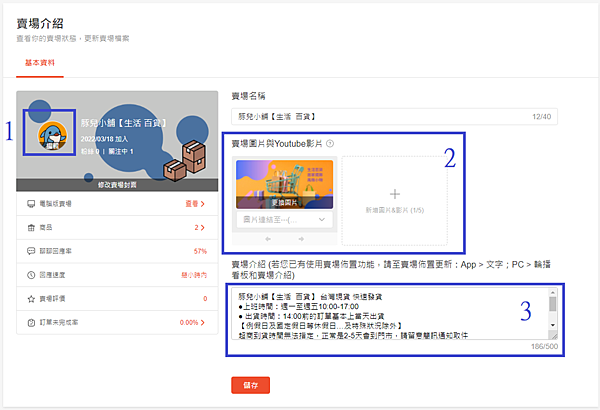 賣場介紹
查看你的賣場狀態，更新賣場檔案
基本資料
1
豚兒小舖【生活 百貨】
2022/03/18 加入
粉絲 0 | 關注中 1
編輯
修改賣場封面
電腦版賣場 查看 >
商品 2 >
聊聊回應率 57%
回應速度 幾小時內
賣場評價 0
訂單未完成率 0.00% >
賣場名稱
豚兒小舖【生活 百貨】 12/40
賣場圖片與Youtube影片
2
更換圖片
圖片連結至---(...
新增圖片&影片 (1/5)
賣場介紹 (若您已有使用賣場佈置功能，請至賣場佈置更新：App > 文字；PC > 輪播
看板和賣場介紹)
豚兒小舖【生活 百貨】 台灣現貨 快速發貨
●上班時間：週一至週五10:00-17:00
● 出貨時間：14:00前的訂單基本上當天出貨
【例假日及國定假日等休假日...及特殊狀況除外】
超商到貨時間無法指定，正常是2-5天會到門市，請留意簡訊通知取件
3
186/500
儲存